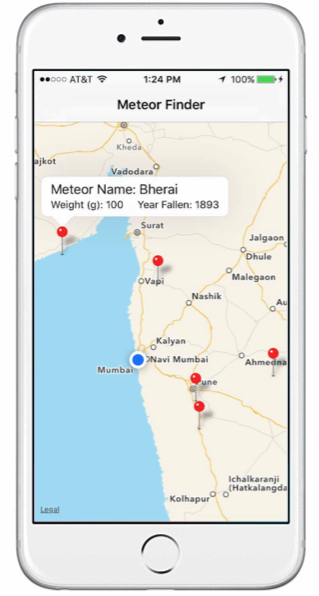 AT&T 1:24 PM 100%
Meteor Finder
Kheda
ajkot
Vadodara
Meteor Name: Bherai
Weight (g): 100 Year Fallen: 1893
Surat
Jalgaon
Dhule
Vapi
Malegaon
Nashik
Au
Kalyan
Navi Mumbai
Ahmedna
Mumbai
une
Ichalkaranji
(Hatkalangda
Kolhapur
Legal